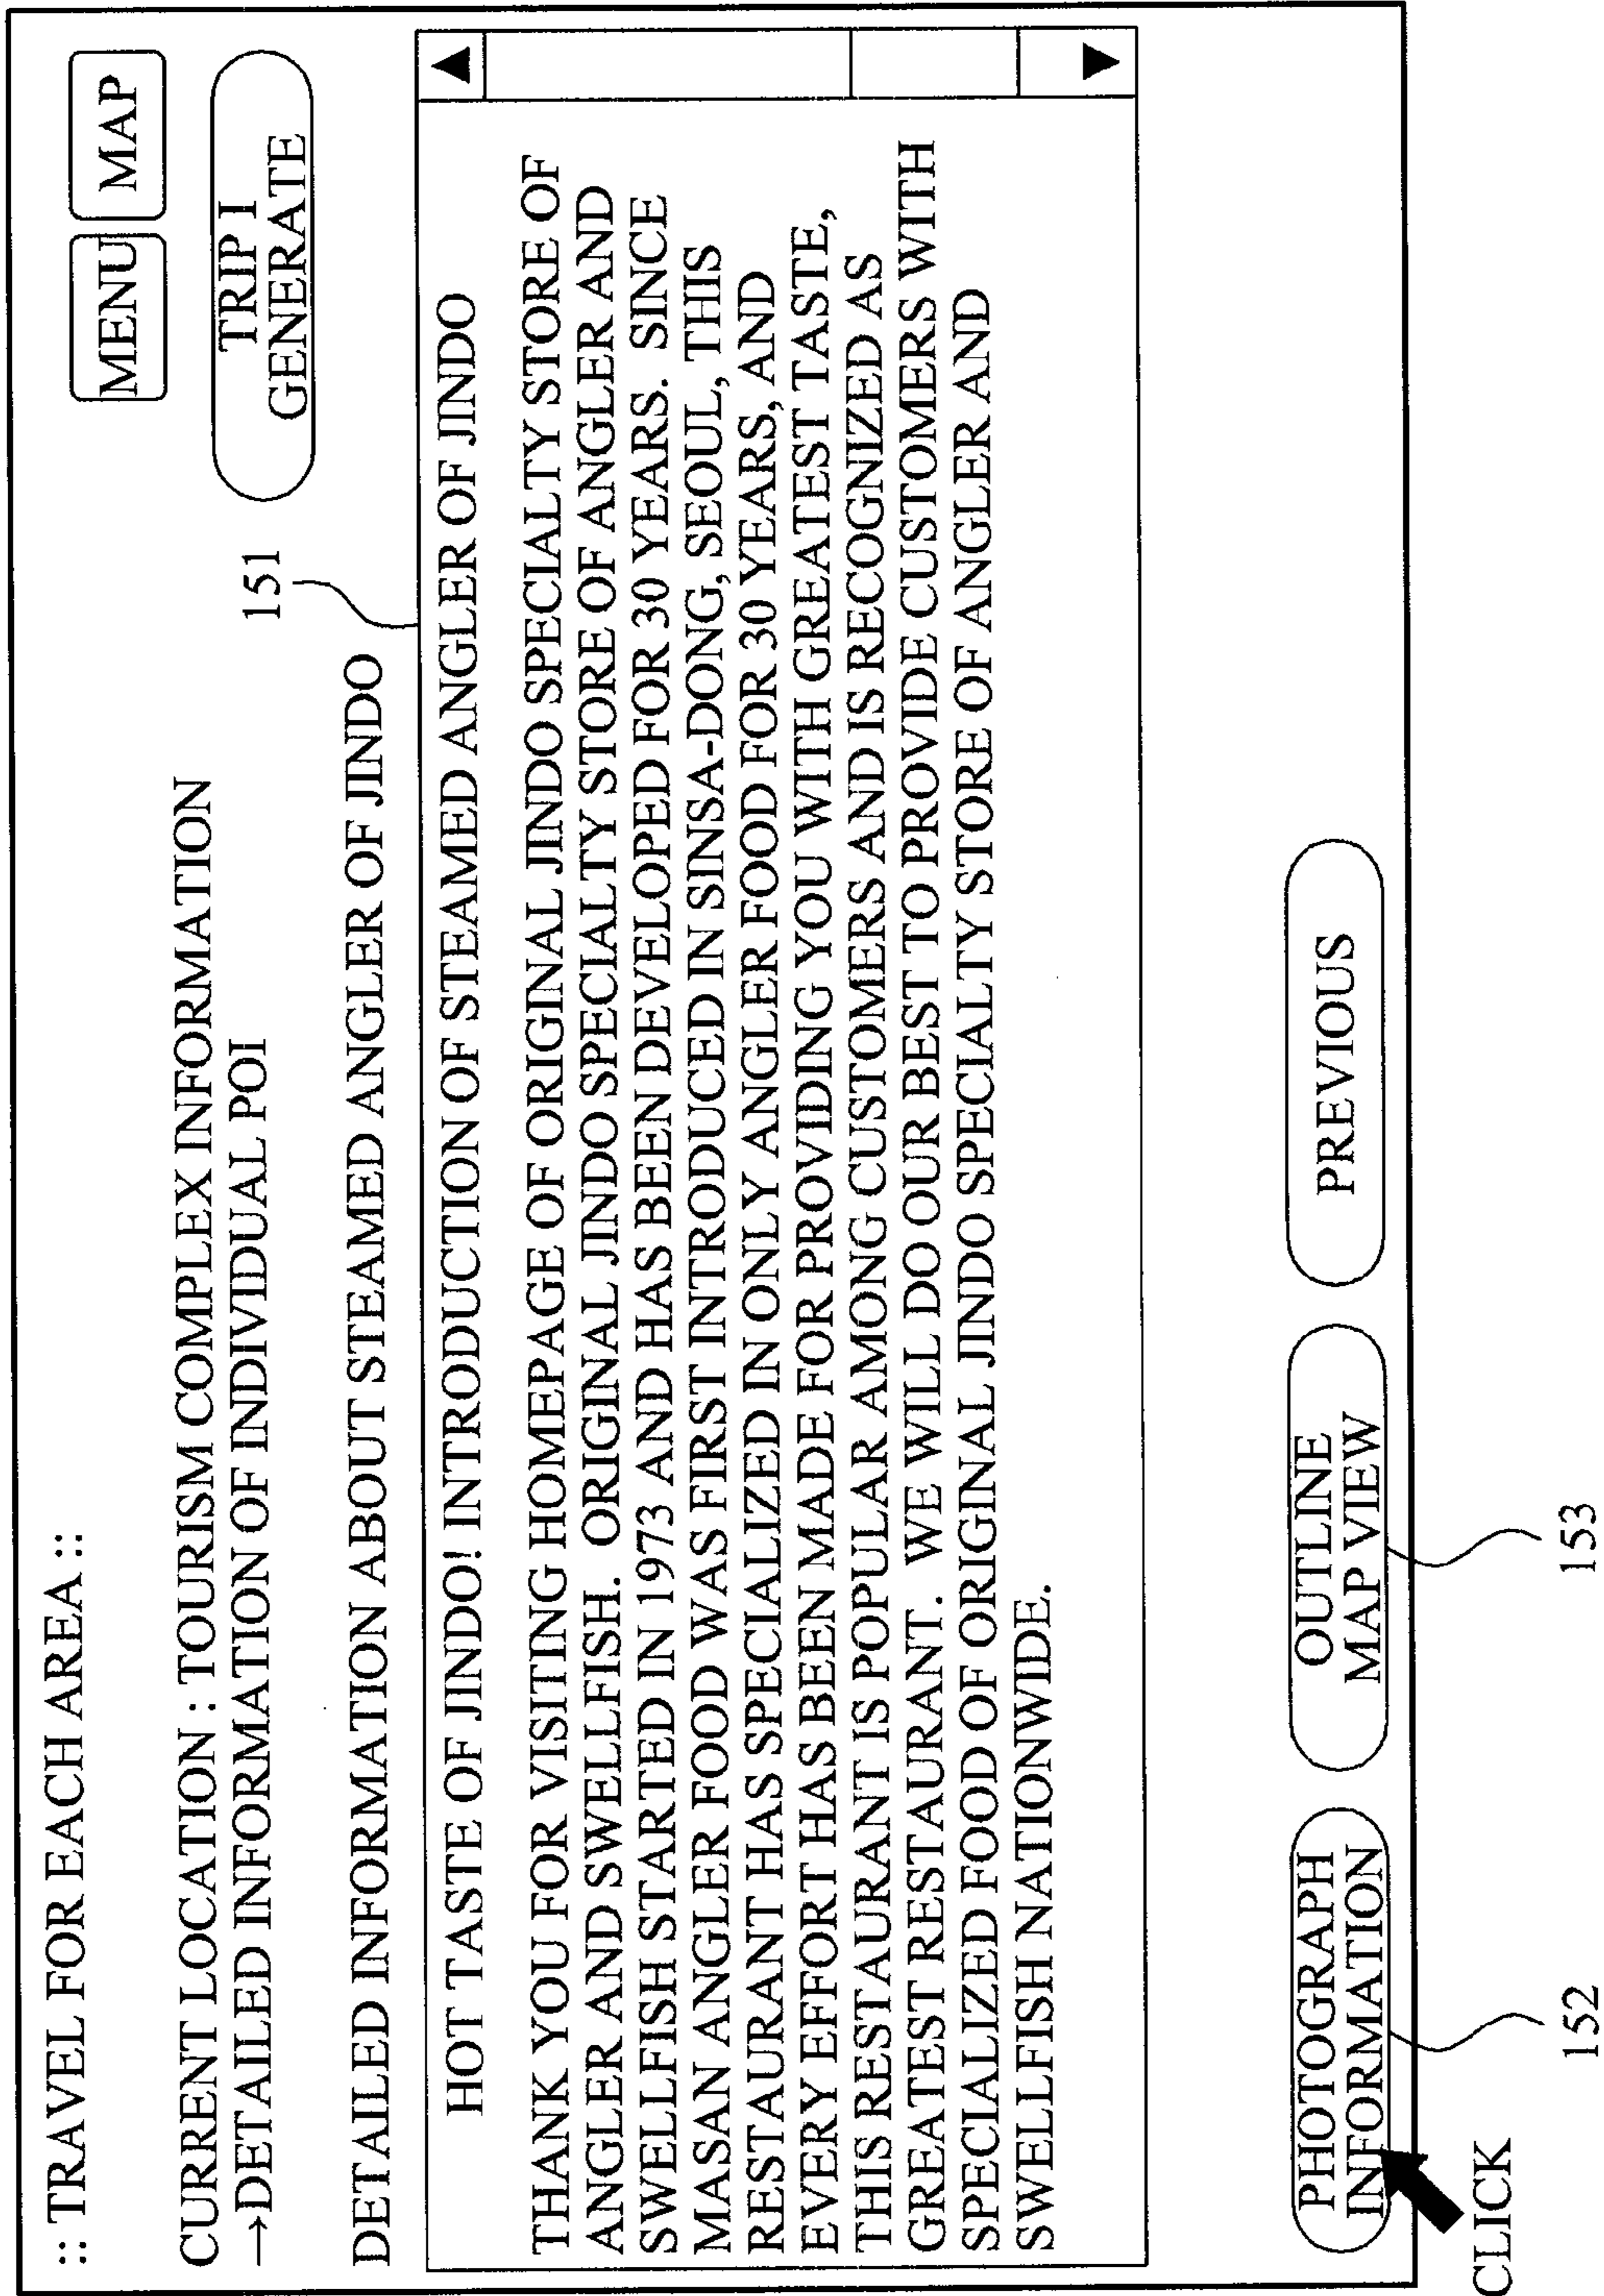 :: TRAVEL FOR EACH AREA ::
MENU
MAP
CURRENT LOCATION : TOURISM COMPLEX INFORMATION
→DETAILED INFORMATION OF INDIVIDUAL POI
TRIP I
GENERATE
151
DETAILED INFORMATION ABOUT STEAMED ANGLER OF JINDO
HOT TASTE OF JINDO! INTRODUCTION OF STEAMED ANGLER OF JINDO
THANK YOU FOR VISITING HOMEPAGE OF ORIGINAL JINDO SPECIALTY STORE OF
ANGLER AND SWELLFISH. ORIGINAL JINDO SPECIALTY STORE OF ANGLER AND
SWELLFISH STARTED IN 1973 AND HAS BEEN DEVELOPED FOR 30 YEARS. SINCE
MASAN ANGLER FOOD WAS FIRST INTRODUCED IN SINSA-DONG, SEOUL, THIS
RESTAURANT HAS SPECIALIZED IN ONLY ANGLER FOOD FOR 30 YEARS, AND
EVERY EFFORT HAS BEEN MADE FOR PROVIDING YOU WITH GREATEST TASTE,
THIS RESTAURANT IS POPULAR AMONG CUSTOMERS AND IS RECOGNIZED AS
GREATEST RESTAURANT. WE WILL DO OUR BEST TO PROVIDE CUSTOMERS WITH
SPECIALIZED FOOD OF ORIGINAL JINDO SPECIALTY STORE OF ANGLER AND
SWELLFISH NATIONWIDE.
PHOTOGRAPH
INFORMATION
OUTLINE
MAP VIEW
PREVIOUS
CLICK
152
153